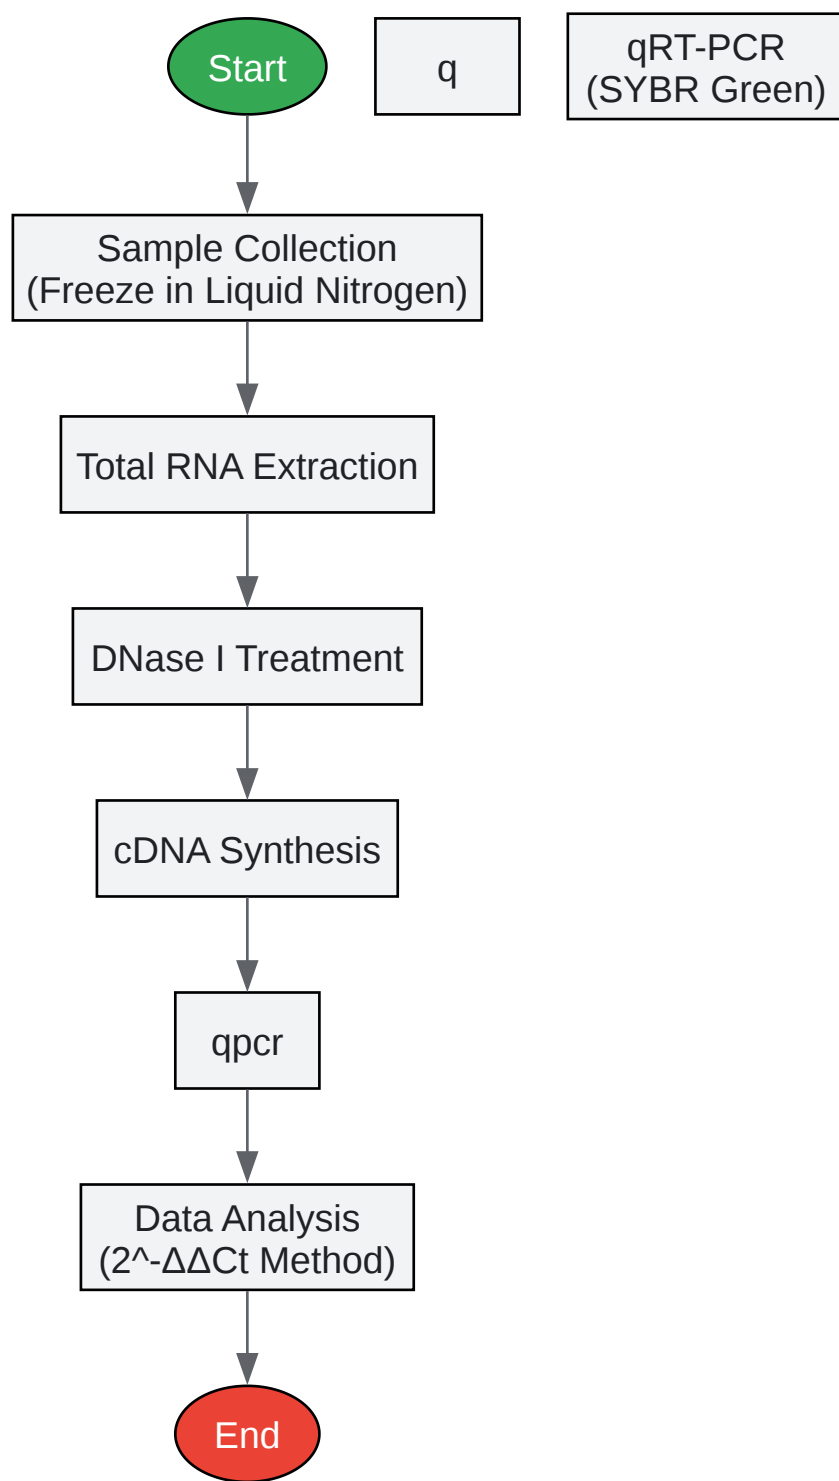 Start
q
qRT-PCR
(SYBR Green)
Sample Collection
(Freeze in Liquid Nitrogen)
Total RNA Extraction
DNase I Treatment
cDNA Synthesis
qpcr
Data Analysis
(2^-ΔΔCt Method)
End